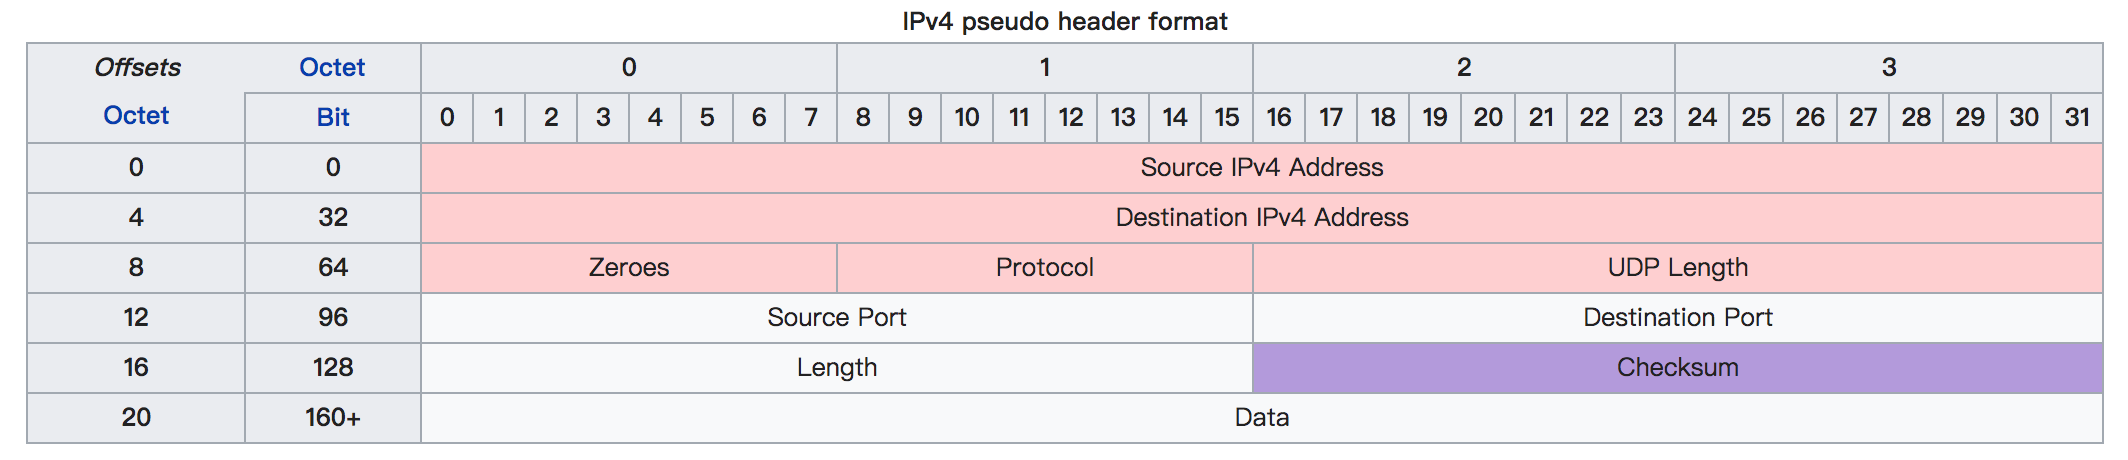 IPv4 pseudo header format
Offsets Octet 0 1 2 3
Octet Bit 0 1 2 3 4 5 6 7 8 9 10 11 12 13 14 15 16 17 18 19 20 21 22 23 24 25 26 27 28 29 30 31
0 0 Source IPv4 Address
4 32 Destination IPv4 Address
8 64 Zeroes Protocol UDP Length
12 96 Source Port Destination Port
16 128 Length Checksum
20 160+ Data